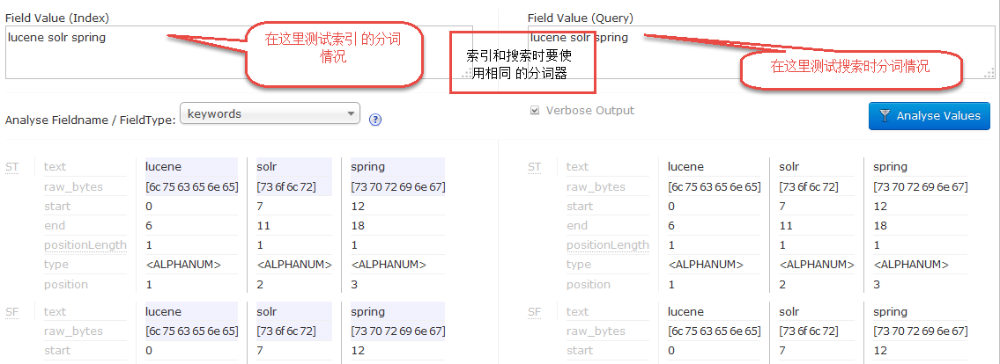 Field Value (Index)
lucene solr spring
在这里测试索引 的分词
情况
索引和搜索时要使
用相同 的分词器
Field Value (Query)
lucene solr spring
在这里测试搜索时分词情况
Analyse Fieldname / FieldType: keywords ?
Verbose Output
Analyse Values
ST text lucene solr spring
raw_bytes [6c 75 63 65 6e 65] [73 6f 6c 72] [73 70 72 69 6e 67]
start 0 7 12
end 6 11 18
positionLength 1 1 1
type <ALPHANUM> <ALPHANUM> <ALPHANUM>
position 1 2 3
SF text lucene solr spring
raw_bytes [6c 75 63 65 6e 65] [73 6f 6c 72] [73 70 72 69 6e 67]
start 0 7 12
ST text lucene solr spring
raw_bytes [6c 75 63 65 6e 65] [73 6f 6c 72] [73 70 72 69 6e 67]
start 0 7 12
end 6 11 18
positionLength 1 1 1
type <ALPHANUM> <ALPHANUM> <ALPHANUM>
position 1 2 3
SF text lucene solr spring
raw_bytes [6c 75 63 65 6e 65] [73 6f 6c 72] [73 70 72 69 6e 67]
start 0 7 12